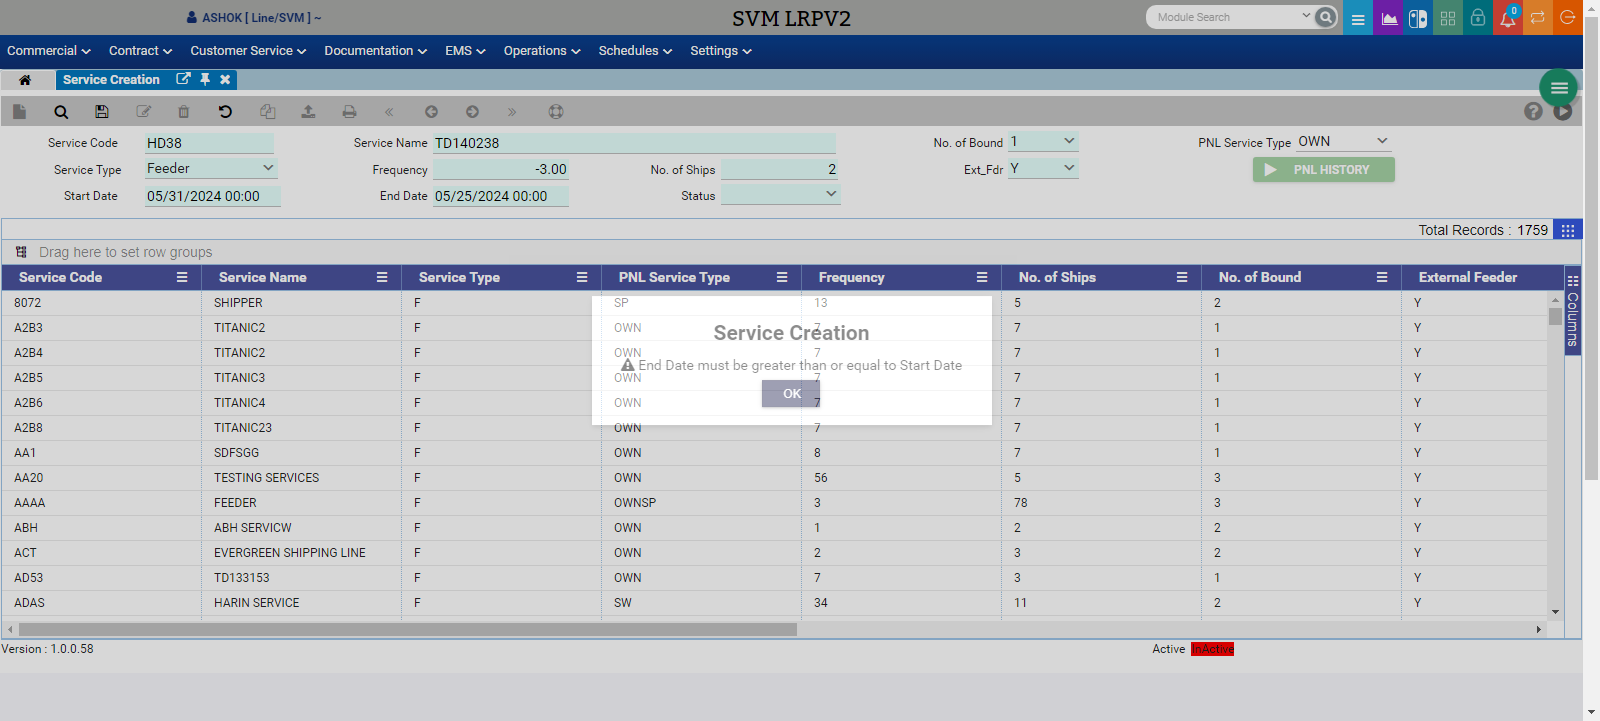 ASHOK [ Line/SVM ] ~
SVM LRPV2
Module Search
0
Commercial Contract Customer Service Documentation EMS Operations Schedules Settings
Service Creation
Service Code HD38 Service Name TD140238 No. of Bound 1 PNL Service Type OWN
Service Type Feeder Frequency -3.00 No. of Ships 2 Ext_Fdr Y PNL HISTORY
Start Date 05/31/2024 00:00 End Date 05/25/2024 00:00 Status
Total Records : 1759
Drag here to set row groups
Service Code Service Name Service Type PNL Service Type Frequency No. of Ships No. of Bound External Feeder
Columns
8072 SHIPPER F SP 13 5 2 Y
A2B3 TITANIC2 F OWN 7 7 1 Y
A2B4 TITANIC2 F OWN 7 7 1 Y
A2B5 TITANIC3 F OWN 7 7 1 Y
A2B6 TITANIC4 F OWN 7 7 1 Y
A2B8 TITANIC23 F OWN 7 7 1 Y
AA1 SDFSGG F OWN 8 7 1 Y
AA20 TESTING SERVICES F OWN 56 5 3 Y
AAAA FEEDER F OWNSP 3 78 3 Y
ABH ABH SERVICW F OWN 1 2 2 Y
ACT EVERGREEN SHIPPING LINE F OWN 2 3 2 Y
AD53 TD133153 F OWN 7 3 1 Y
ADAS HARIN SERVICE F SW 34 11 2 Y
Service Creation
End Date must be greater than or equal to Start Date
OK
Version : 1.0.0.58
Active InActive